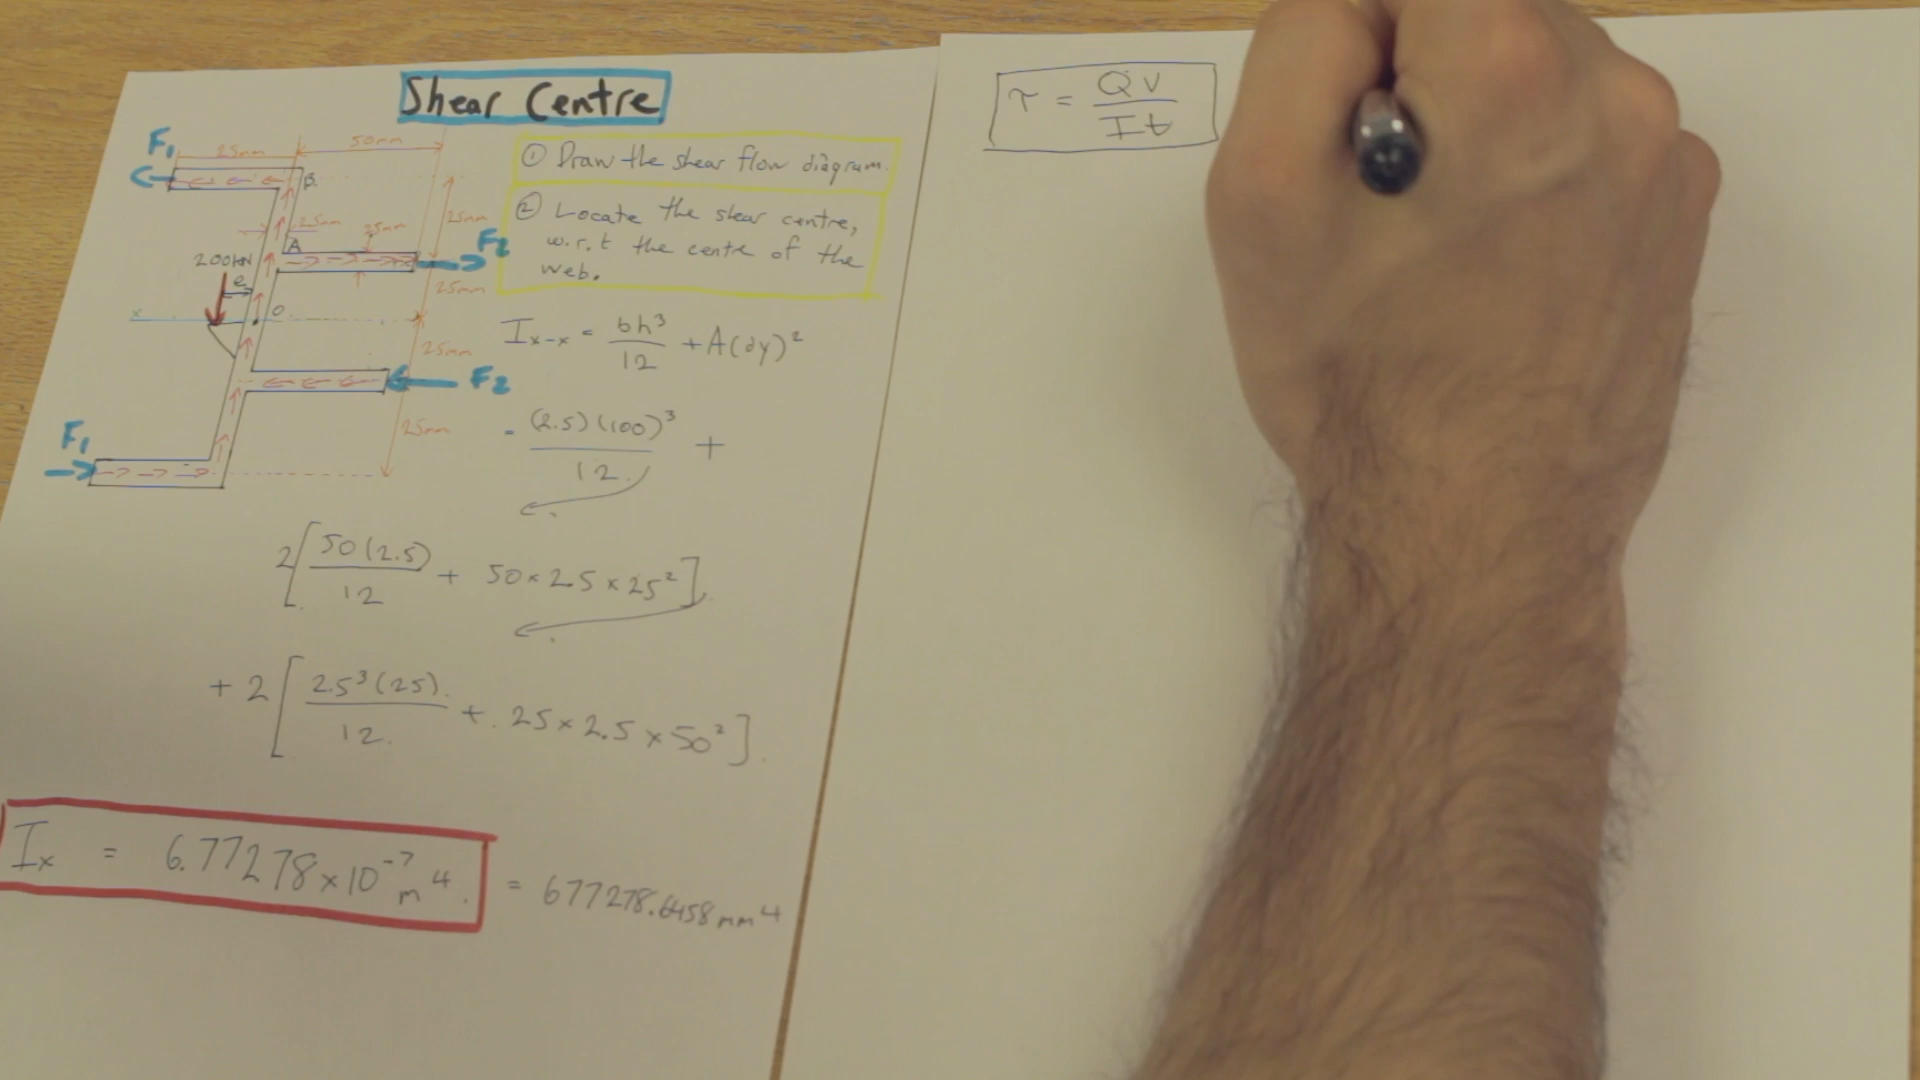 Shear Centre
F₁
25mm
50mm
B
25mm
25mm
25mm
A
F₂
200kN
e
25mm
x
O
25mm
F₂
25mm
F₁
① Draw the shear flow diagram.
② Locate the shear centre,
w.r.t the centre of the
web.
Iₓ₋ₓ = bh³/12 + A(dy)²
= (2.5)(100)³/12 +
2[50(2.5)/12 + 50×2.5×25²]
+ 2[2.5³(25)/12 + 25×2.5×50²]
Iₓ = 6.77278×10⁻⁷ m⁴. = 677278.6458mm⁴
τ = QV/It